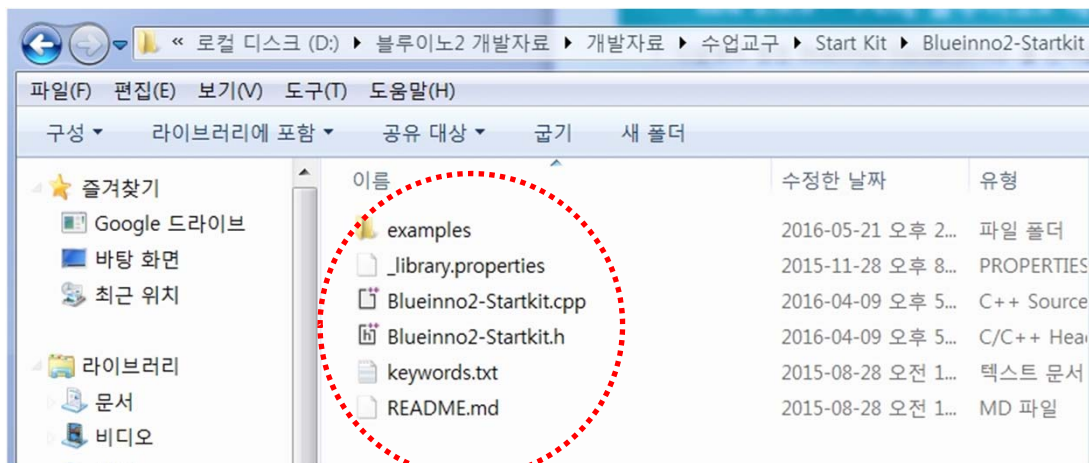 « 로컬 디스크 (D:) ▸ 블루이노2 개발자료 ▸ 개발자료 ▸ 수업교구 ▸ Start Kit ▸ Blueinno2-Startkit
파일(F) 편집(E) 보기(V) 도구(T) 도움말(H)
구성 라이브러리에 포함 공유 대상 굽기 새 폴더
즐겨찾기
Google 드라이브
바탕 화면
최근 위치
라이브러리
문서
비디오
이름 수정한 날짜 유형
examples 2016-05-21 오후 2... 파일 폴더
_library.properties 2015-11-28 오후 8... PROPERTIES
Blueinno2-Startkit.cpp 2016-04-09 오후 5... C++ Source
Blueinno2-Startkit.h 2016-04-09 오후 5... C/C++ Hea
keywords.txt 2015-08-28 오전 1... 텍스트 문서
README.md 2015-08-28 오전 1... MD 파일